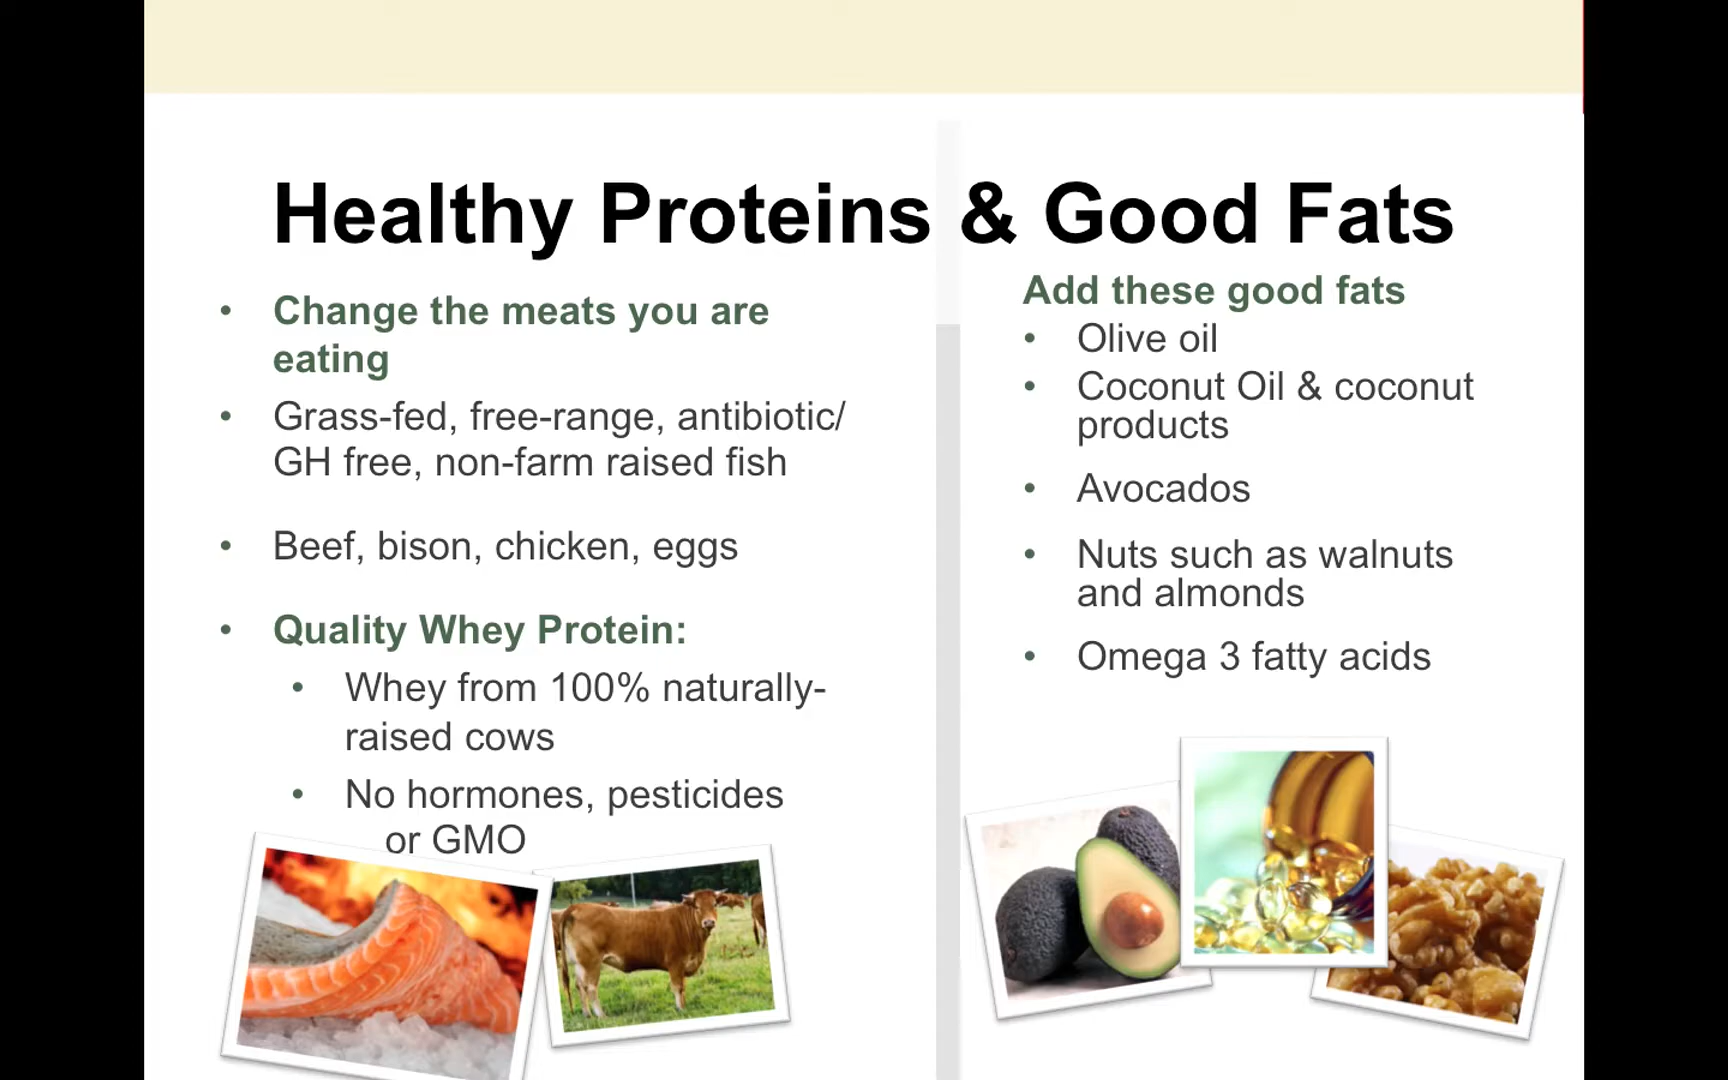 Healthy Proteins & Good Fats
• Change the meats you are
eating
• Grass-fed, free-range, antibiotic/
GH free, non-farm raised fish
• Beef, bison, chicken, eggs
• Quality Whey Protein:
• Whey from 100% naturally-
raised cows
• No hormones, pesticides
or GMO
Add these good fats
• Olive oil
• Coconut Oil & coconut
products
• Avocados
• Nuts such as walnuts
and almonds
• Omega 3 fatty acids